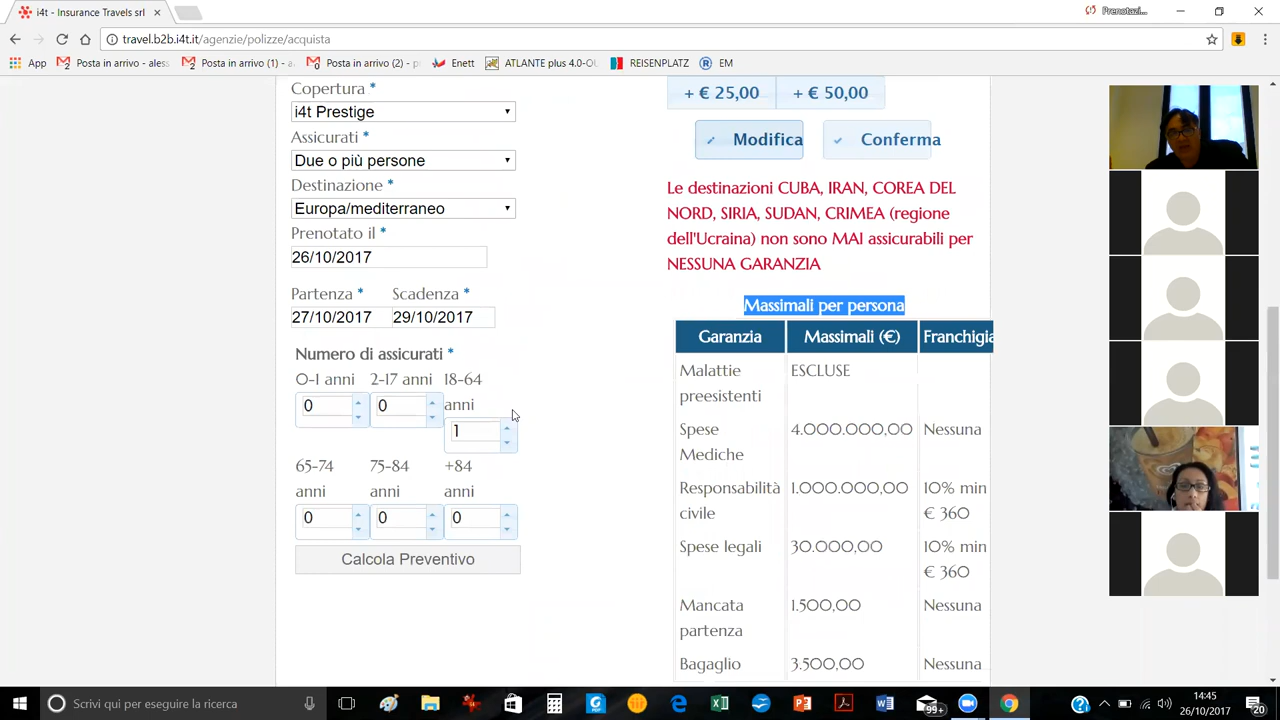 i4t - Insurance Travels srl
Prenotazi...
travel.b2b.i4t.it/agenzie/polizze/acquista
App
Posta in arrivo - aless
Posta in arrivo (1) - a
Posta in arrivo (2) - p
Enett
ATLANTE plus 4.0-OU
REISENPLATZ
EM
Copertura *
i4t Prestige
Assicurati *
Due o più persone
Destinazione *
Europa/mediterraneo
Prenotato il *
26/10/2017
Partenza * Scadenza *
27/10/2017 29/10/2017
Numero di assicurati *
0-1 anni 2-17 anni 18-64
anni
0 0
1
65-74 75-84 +84
anni anni anni
0 0 0
Calcola Preventivo
+ € 25,00 + € 50,00
Modifica Conferma
Le destinazioni CUBA, IRAN, COREA DEL
NORD, SIRIA, SUDAN, CRIMEA (regione
dell'Ucraina) non sono MAI assicurabili per
NESSUNA GARANZIA
Massimali per persona
Garanzia Massimali (€) Franchigia
Malattie ESCLUSE
preesistenti
Spese 4.000.000,00 Nessuna
Mediche
Responsabilità 1.000.000,00 10% min
civile € 360
Spese legali 30.000,00 10% min
€ 360
Mancata 1.500,00 Nessuna
partenza
Bagaglio 3.500,00 Nessuna
Scrivi qui per eseguire la ricerca
99+
14:45
26/10/2017
20